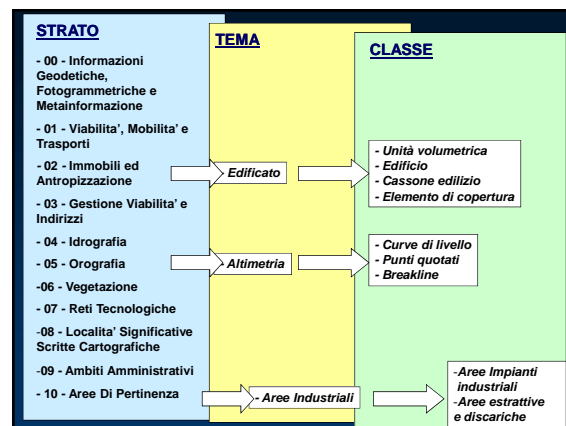 STRATO
- 00 - Informazioni
Geodetiche,
Fotogrammetriche e
Metainformazione
- 01 - Viabilita', Mobilita' e
Trasporti
- 02 - Immobili ed
Antropizzazione
- 03 - Gestione Viabilita' e
Indirizzi
- 04 - Idrografia
- 05 - Orografia
-06 - Vegetazione
- 07 - Reti Tecnologiche
-08 - Localita' Significative
Scritte Cartografiche
-09 - Ambiti Amministrativi
- 10 - Aree Di Pertinenza
TEMA
- Edificato
- Altimetria
- Aree Industriali
CLASSE
- Unità volumetrica
- Edificio
- Cassone edilizio
- Elemento di copertura
- Curve di livello
- Punti quotati
- Breakline
-Aree Impianti
industriali
-Aree estrattive
e discariche